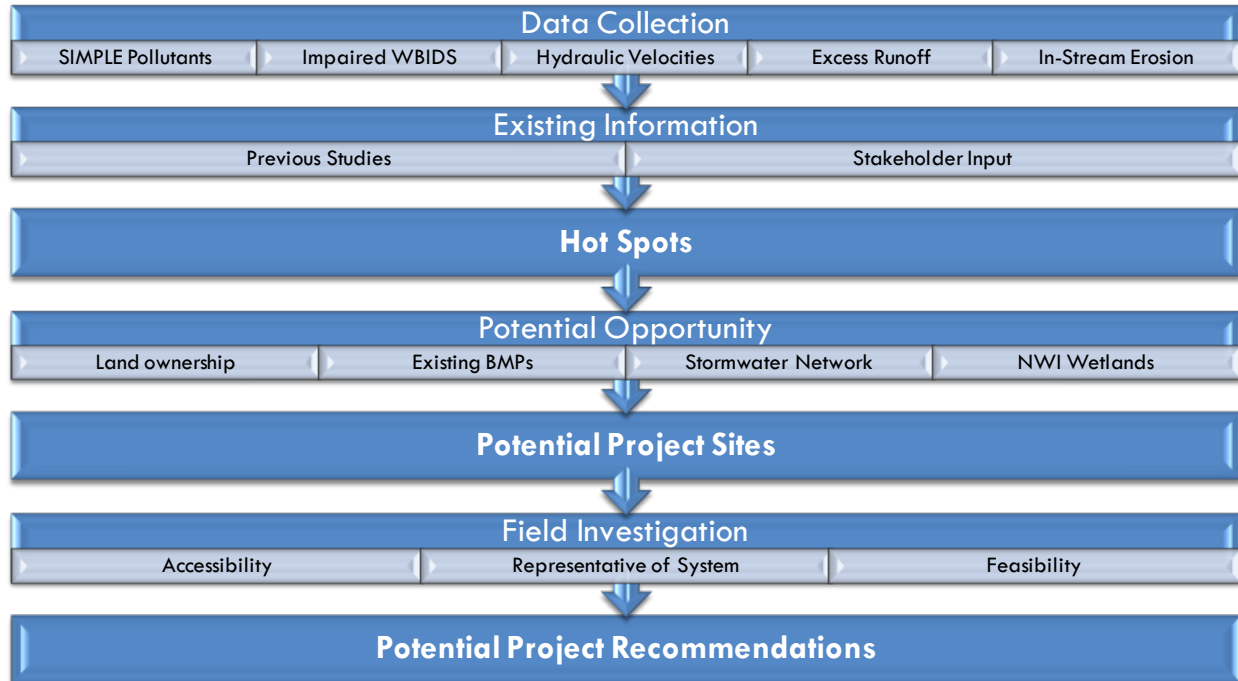 Data Collection
SIMPLE Pollutants Impaired WBIDS Hydraulic Velocities Excess Runoff In-Stream Erosion
Existing Information
Previous Studies Stakeholder Input
Hot Spots
Potential Opportunity
Land ownership Existing BMPs Stormwater Network NWI Wetlands
Potential Project Sites
Field Investigation
Accessibility Representative of System Feasibility
Potential Project Recommendations